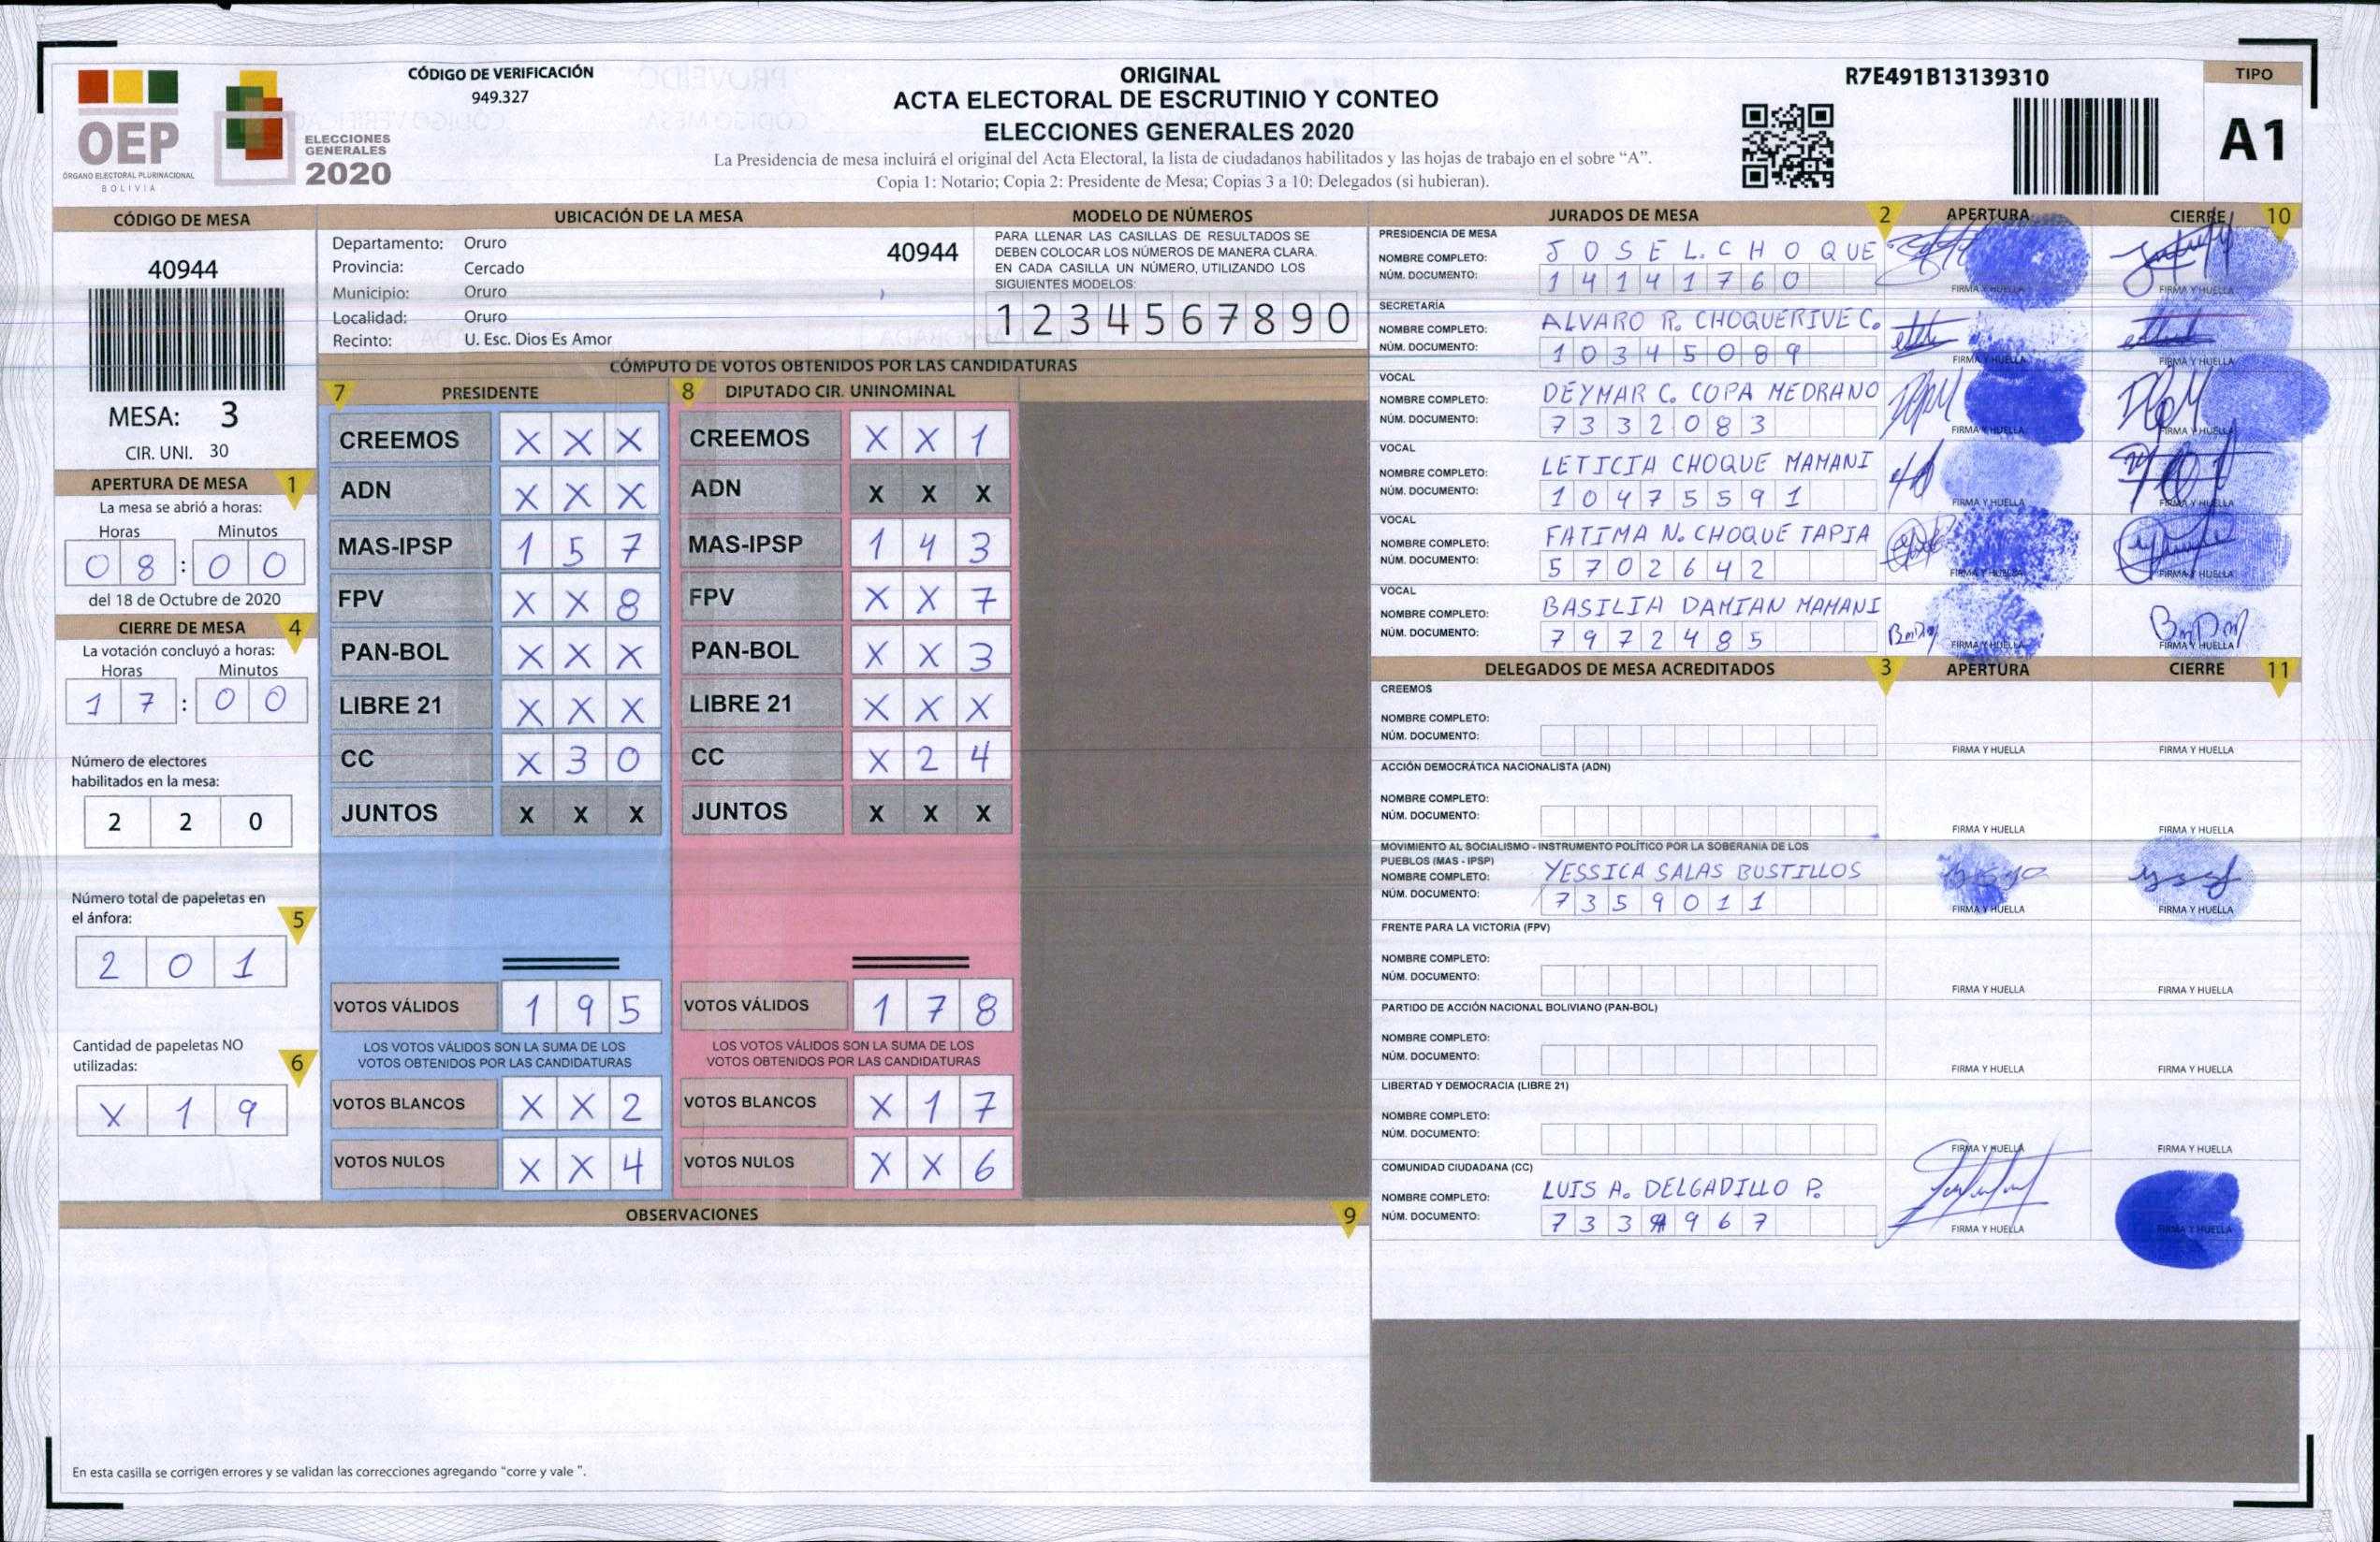 OEP
ÓRGANO ELECTORAL PLURINACIONAL
BOLIVIA
ELECCIONES
GENERALES
2020
CÓDIGO DE VERIFICACIÓN
949.327
ORIGINAL
ACTA ELECTORAL DE ESCRUTINIO Y CONTEO
ELECCIONES GENERALES 2020
La Presidencia de mesa incluirá el original del Acta Electoral, la lista de ciudadanos habilitados y las hojas de trabajo en el sobre “A”.
Copia 1: Notario; Copia 2: Presidente de Mesa; Copias 3 a 10: Delegados (si hubieran).
R7E491B13139310
TIPO
A1
CÓDIGO DE MESA
40944
MESA: 3
CIR. UNI. 30
APERTURA DE MESA 1
La mesa se abrió a horas:
Horas Minutos
0 8 : 0 0
del 18 de Octubre de 2020
CIERRE DE MESA 4
La votación concluyó a horas:
Horas Minutos
1 7 : 0 0
Número de electores
habilitados en la mesa:
2 2 0
Número total de papeletas en
el ánfora: 5
2 0 1
Cantidad de papeletas NO
utilizadas: 6
X 1 9
UBICACIÓN DE LA MESA
Departamento: Oruro 40944
Provincia: Cercado
Municipio: Oruro
Localidad: Oruro
Recinto: U. Esc. Dios Es Amor
MODELO DE NÚMEROS
PARA LLENAR LAS CASILLAS DE RESULTADOS SE
DEBEN COLOCAR LOS NÚMEROS DE MANERA CLARA.
EN CADA CASILLA UN NÚMERO, UTILIZANDO LOS
SIGUIENTES MODELOS:
1 2 3 4 5 6 7 8 9 0
CÓMPUTO DE VOTOS OBTENIDOS POR LAS CANDIDATURAS
7 PRESIDENTE
CREEMOS X X X
ADN X X X
MAS-IPSP 1 5 7
FPV X X 8
PAN-BOL X X X
LIBRE 21 X X X
CC X 3 0
JUNTOS X X X
VOTOS VÁLIDOS 1 9 5
LOS VOTOS VÁLIDOS SON LA SUMA DE LOS
VOTOS OBTENIDOS POR LAS CANDIDATURAS
VOTOS BLANCOS X X 2
VOTOS NULOS X X 4
8 DIPUTADO CIR. UNINOMINAL
CREEMOS X X 1
ADN X X X
MAS-IPSP 1 4 3
FPV X X 7
PAN-BOL X X 3
LIBRE 21 X X X
CC X 2 4
JUNTOS X X X
VOTOS VÁLIDOS 1 7 8
LOS VOTOS VÁLIDOS SON LA SUMA DE LOS
VOTOS OBTENIDOS POR LAS CANDIDATURAS
VOTOS BLANCOS X 1 7
VOTOS NULOS X X 6
OBSERVACIONES 9
En esta casilla se corrigen errores y se validan las correcciones agregando “corre y vale ”.
JURADOS DE MESA 2 APERTURA CIERRE 10
PRESIDENCIA DE MESA
NOMBRE COMPLETO: JOSE L. CHOQUE
NÚM. DOCUMENTO: 1 4 1 4 1 7 6 0
FIRMA Y HUELLA FIRMA Y HUELLA
SECRETARÍA
NOMBRE COMPLETO: ALVARO R. CHOQUERIVE C.
NÚM. DOCUMENTO: 1 0 3 4 5 0 8 9
FIRMA Y HUELLA FIRMA Y HUELLA
VOCAL
NOMBRE COMPLETO: DEYMAR C. COPA MEDRANO
NÚM. DOCUMENTO: 7 3 3 2 0 8 3
FIRMA Y HUELLA FIRMA Y HUELLA
VOCAL
NOMBRE COMPLETO: LETICIA CHOQUE MAMANI
NÚM. DOCUMENTO: 1 0 4 7 5 5 9 1
FIRMA Y HUELLA FIRMA Y HUELLA
VOCAL
NOMBRE COMPLETO: FATIMA N. CHOQUE TAPIA
NÚM. DOCUMENTO: 5 7 0 2 6 4 2
FIRMA Y HUELLA FIRMA Y HUELLA
VOCAL
NOMBRE COMPLETO: BASILIA DAMIAN MAMANI
NÚM. DOCUMENTO: 7 9 7 2 4 8 5
FIRMA Y HUELLA FIRMA Y HUELLA
DELEGADOS DE MESA ACREDITADOS 3 APERTURA CIERRE 11
CREEMOS
NOMBRE COMPLETO:
NÚM. DOCUMENTO:
FIRMA Y HUELLA FIRMA Y HUELLA
ACCIÓN DEMOCRÁTICA NACIONALISTA (ADN)
NOMBRE COMPLETO:
NÚM. DOCUMENTO:
FIRMA Y HUELLA FIRMA Y HUELLA
MOVIMIENTO AL SOCIALISMO - INSTRUMENTO POLÍTICO POR LA SOBERANIA DE LOS
PUEBLOS (MAS - IPSP)
NOMBRE COMPLETO: YESSICA SALAS BUSTILLOS
NÚM. DOCUMENTO: 7 3 5 9 0 1 1
FIRMA Y HUELLA FIRMA Y HUELLA
FRENTE PARA LA VICTORIA (FPV)
NOMBRE COMPLETO:
NÚM. DOCUMENTO:
FIRMA Y HUELLA FIRMA Y HUELLA
PARTIDO DE ACCIÓN NACIONAL BOLIVIANO (PAN-BOL)
NOMBRE COMPLETO:
NÚM. DOCUMENTO:
FIRMA Y HUELLA FIRMA Y HUELLA
LIBERTAD Y DEMOCRACIA (LIBRE 21)
NOMBRE COMPLETO:
NÚM. DOCUMENTO:
FIRMA Y HUELLA FIRMA Y HUELLA
COMUNIDAD CIUDADANA (CC)
NOMBRE COMPLETO: LUIS A. DELGADILLO P.
NÚM. DOCUMENTO: 7 3 3 9 6 7
FIRMA Y HUELLA FIRMA Y HUELLA